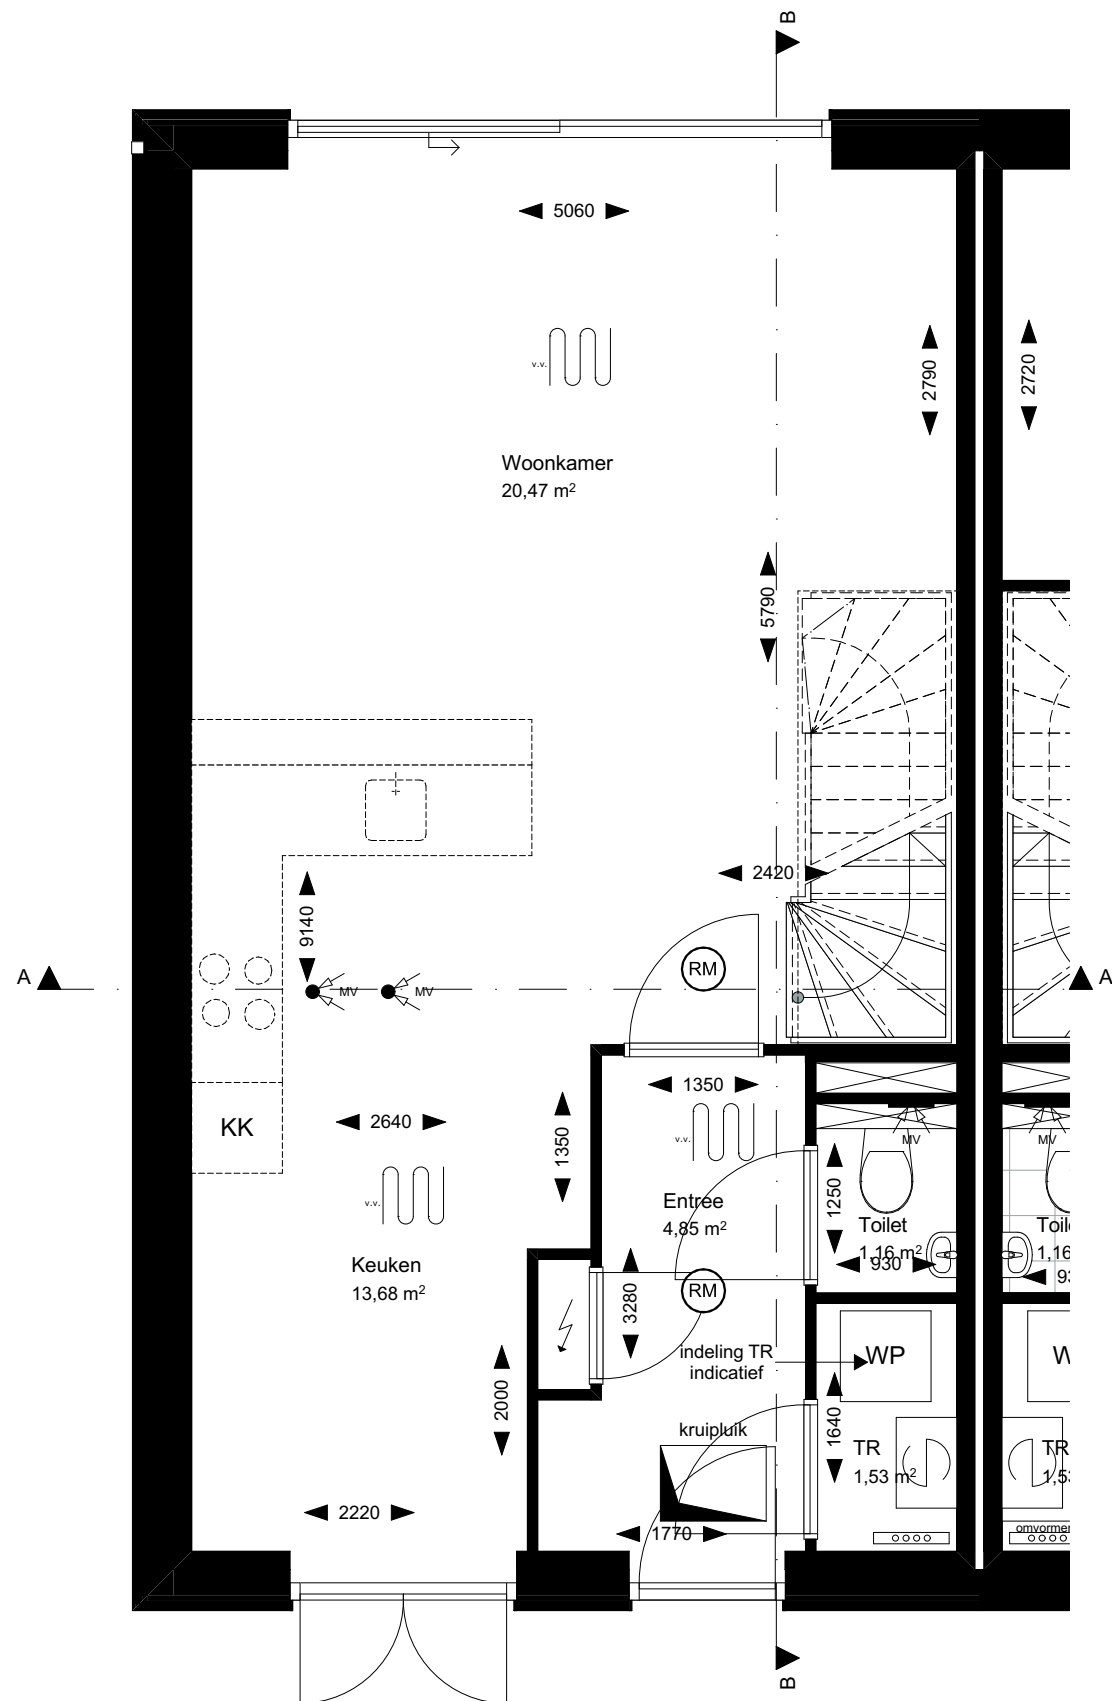 B
5060
2790
2720
v.v.
Woonkamer
20,47 m²
5790
2420
9140
A
MV
MV
RM
A
1350
2640
KK
1350
v.v.
MV
MV
v.v.
1250
Entree
4,85 m²
Toilet
1,16 m²
930
Keuken
13,68 m²
RM
3280
indeling TR
indicatief
WP
2000
1640
kruipluik
TR
1,53 m²
TR
2220
1770
B